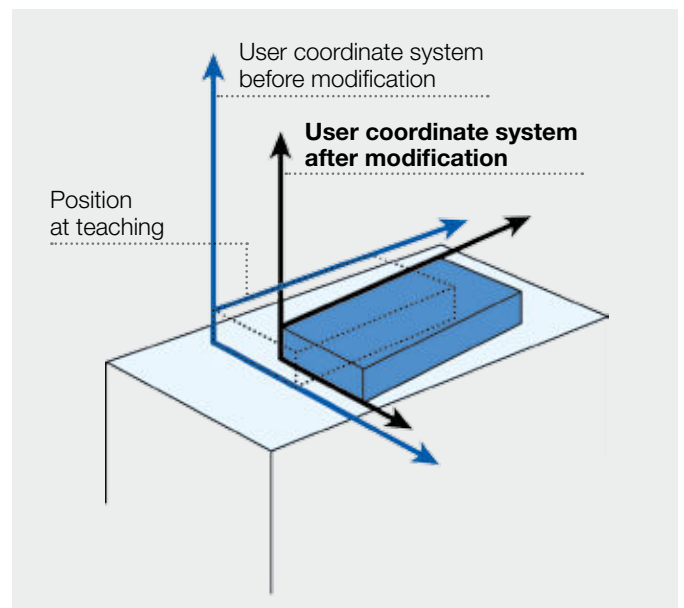 User coordinate system
before modification
User coordinate system
after modification
Position
at teaching